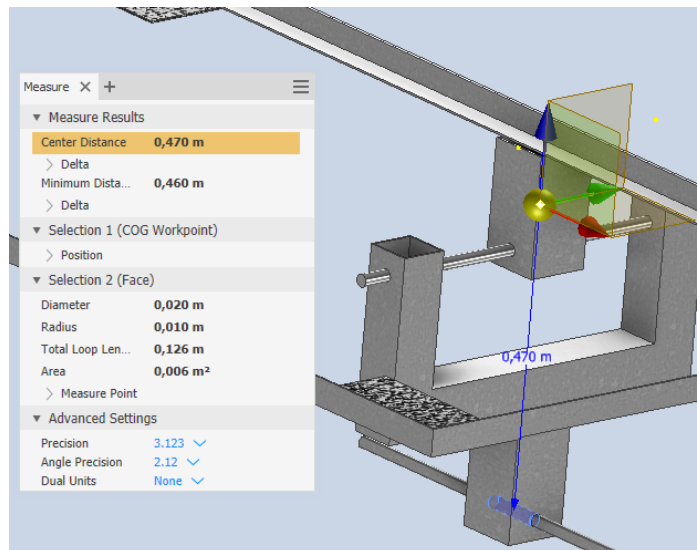 Measure
Measure Results
Center Distance 0,470 m
Delta
Minimum Dista... 0,460 m
Delta
Selection 1 (COG Workpoint)
Position
Selection 2 (Face)
Diameter 0,020 m
Radius 0,010 m
Total Loop Len... 0,126 m
Area 0,006 m²
Measure Point
Advanced Settings
Precision 3.123
Angle Precision 2.12
Dual Units None
0,470 m